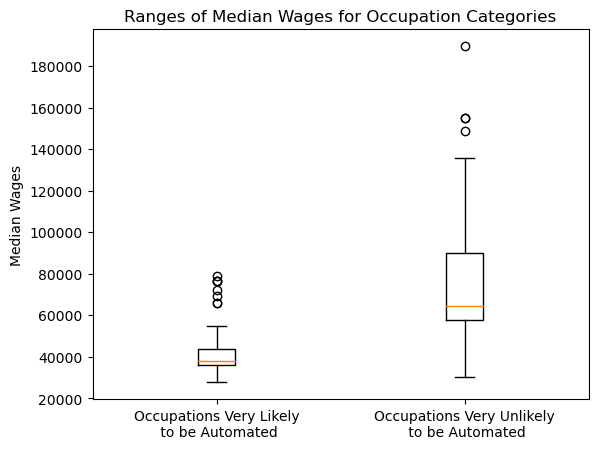 Ranges of Median Wages for Occupation Categories
Median Wages
180000
160000
140000
120000
100000
80000
60000
40000
20000
Occupations Very Likely
to be Automated
Occupations Very Unlikely
to be Automated